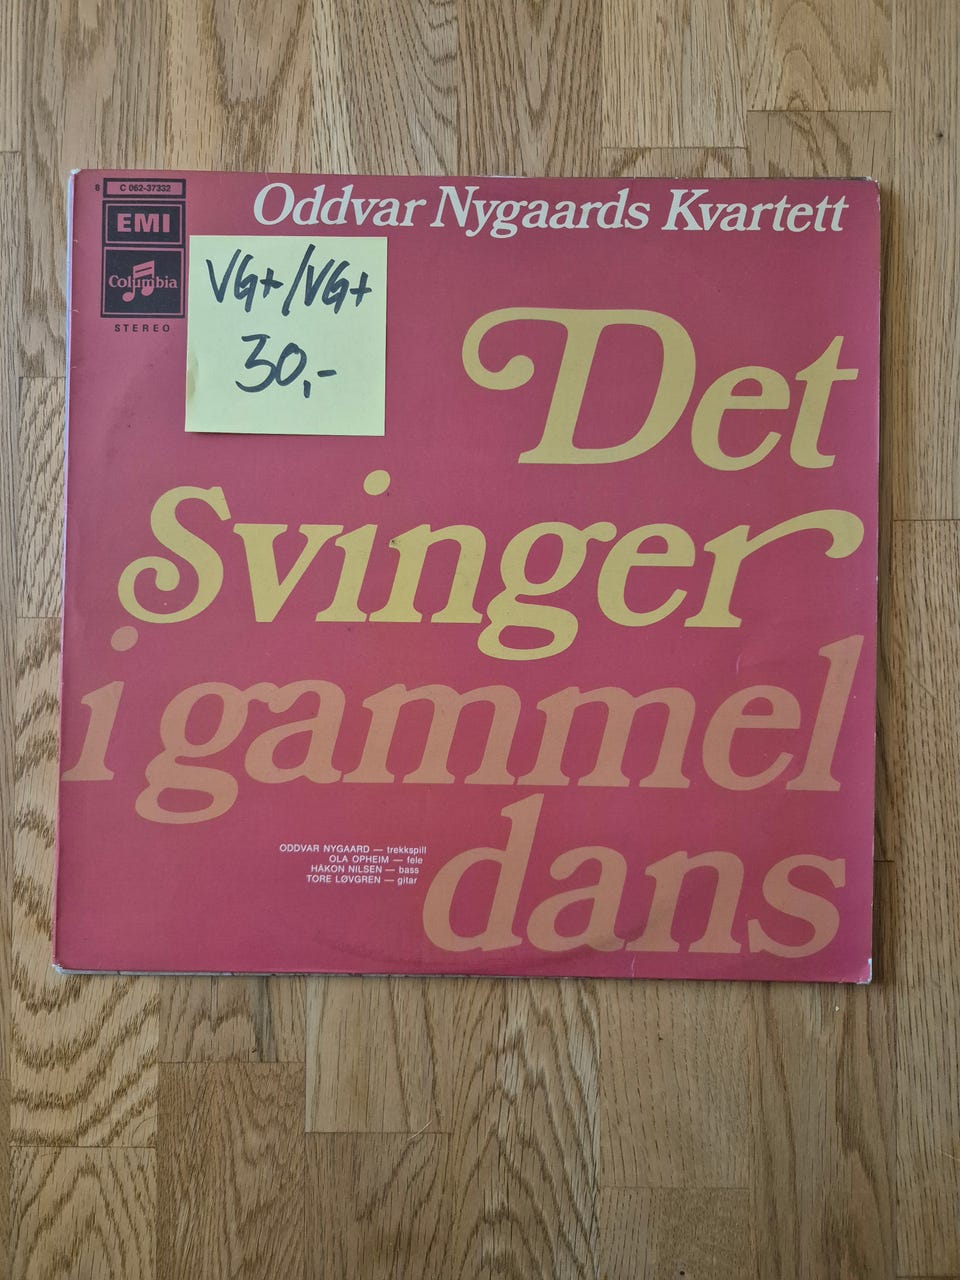 8 C 062-37332
EMI
Columbia
STEREO
Oddvar Nygaards Kvartett
VG+/VG+
30,-
Det
Svinger
i gammel
dans
ODDVAR NYGAARD — trekkspill
OLA OPHEIM — fele
HÅKON NILSEN — bass
TORE LØVGREN — gitar